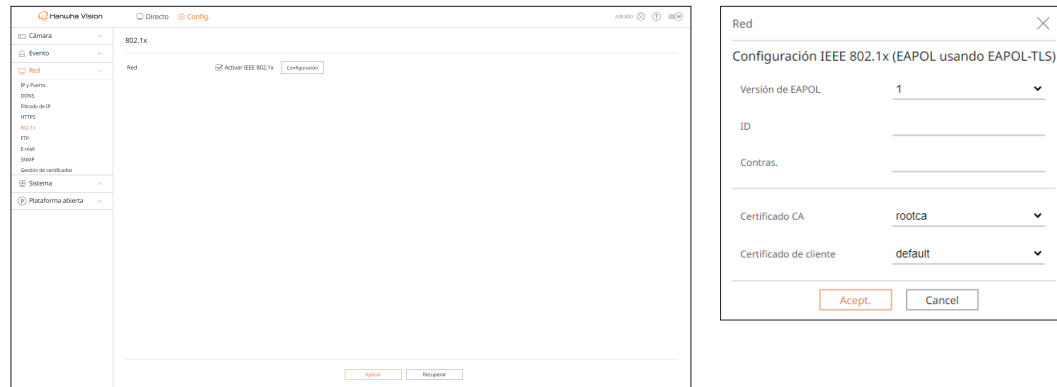 Hanwha Vision
Directo
Config.
Cámara
Evento
Red
IP y Puerto
DDNS
Filtrado de IP
HTTPS
802.1x
FTP
E-mail
SNMP
Gestión de certificados
Sistema
Plataforma abierta
802.1x
Red
Activar IEEE 802.1x
Configuración
Aplicar
Recuperar
Red
Configuración IEEE 802.1x (EAPOL usando EAPOL-TLS)
Versión de EAPOL 1
ID
Contras.
Certificado CA rootca
Certificado de cliente default
Acept.
Cancel